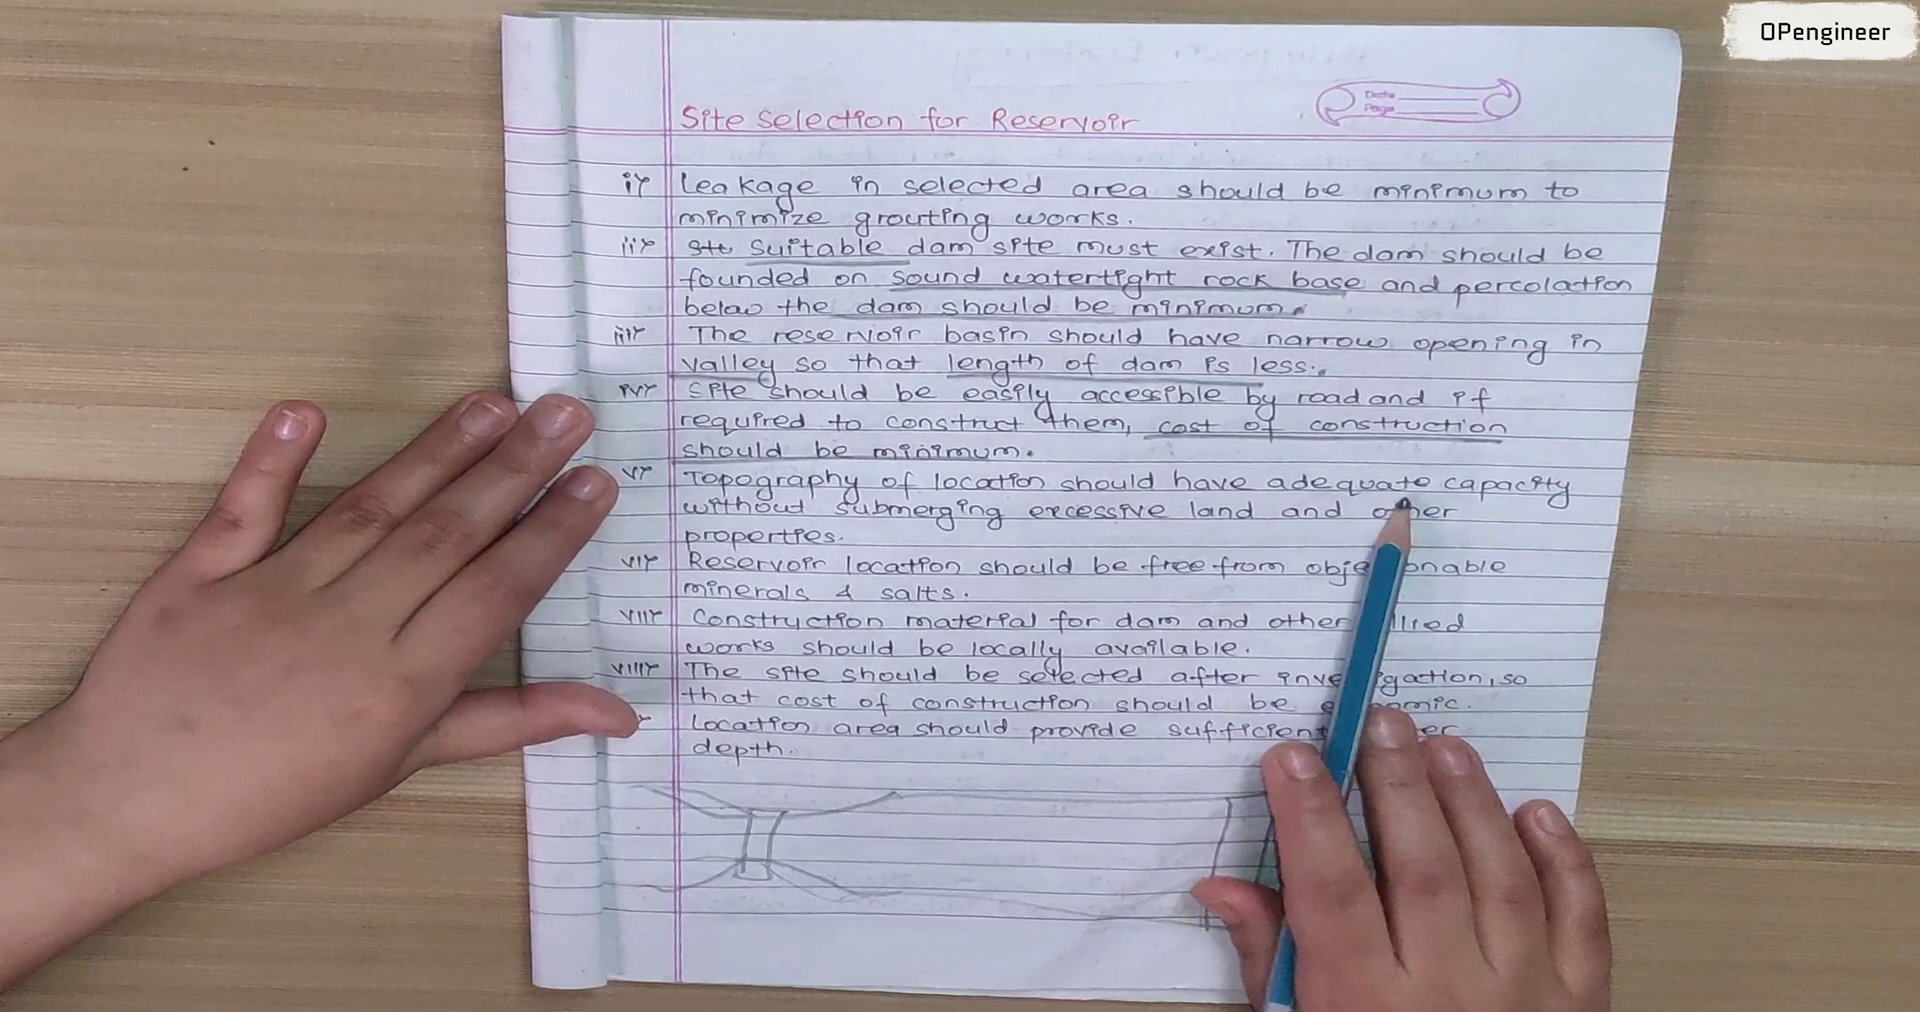 OPengineer
Date
Page
Site selection for Reservoir
i) Leakage in selected area should be minimum to
minimize grouting works.
ii) Suitable dam site must exist. The dam should be
founded on sound watertight rock base and percolation
below the dam should be minimum.
iii) The reservoir basin should have narrow opening in
valley so that length of dam is less.
iv) Site should be easily accessible by road and if
required to construct them, cost of construction
should be minimum.
v) Topography of location should have adequate capacity
without submerging excessive land and other
properties.
vi) Reservoir location should be free from
minerals & salts.
vii) Construction material for dam and other
works should be locally available.
viii) The site should be selected after so
that cost of construction should be
Location area should provide sufficient
depth.